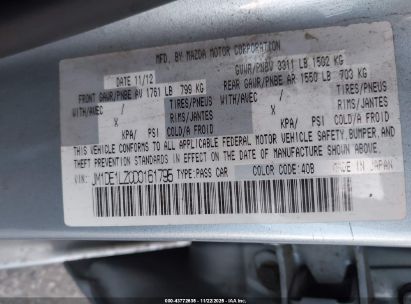 MFD. BY MAZDA MOTOR CORPORATION
DATE 11/12 GVWR/PNBV 3311 LB 1502 KG
FRONT GAWR/PNBE AV 1761 LB 799 KG REAR GAWR/PNBE AR 1550 LB 703 KG
WITH/AVEC TIRES/PNEUS WITH/AVEC TIRES/PNEUS
X RIMS/JANTES X RIMS/JANTES
KPA/ PSI COLD/A FROID KPA/ PSI COLD/A FROID
THIS VEHICLE CONFORMS TO ALL APPLICABLE FEDERAL MOTOR VEHICLE SAFETY, BUMPER, AND
THEFT PREVENTION STANDARDS IN EFFECT ON THE DATE OF MANUFACTURE SHOWN ABOVE.
VIN: TYPE:PASS CAR COLOR CODE:40B MADE IN JAPAN